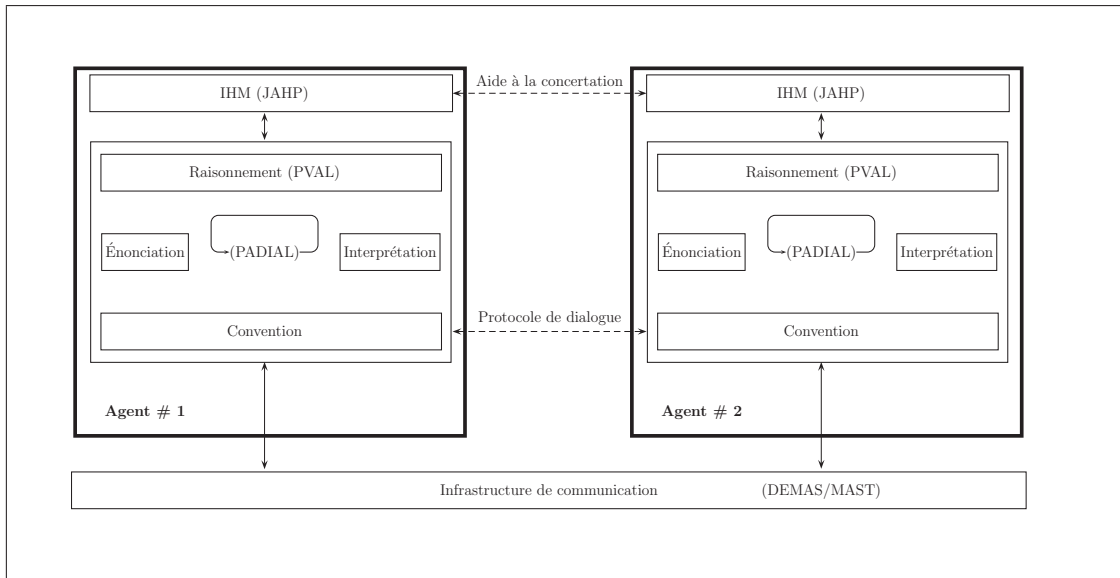 Aide à la concertation
IHM (JAHP)
IHM (JAHP)
Raisonnement (PVAL)
Raisonnement (PVAL)
Énonciation
(PADIAL)
Interprétation
Énonciation
(PADIAL)
Interprétation
Protocole de dialogue
Convention
Convention
Agent # 1
Agent # 2
Infrastructure de communication (DEMAS/MAST)